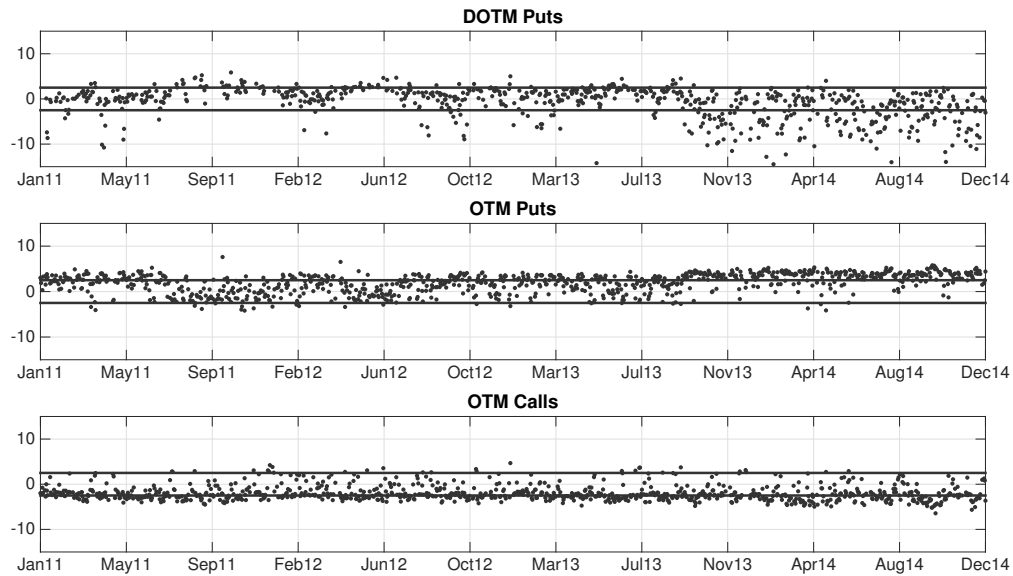 DOTM Puts
10
0
-10
Jan11 May11 Sep11 Feb12 Jun12 Oct12 Mar13 Jul13 Nov13 Apr14 Aug14 Dec14
OTM Puts
10
0
-10
Jan11 May11 Sep11 Feb12 Jun12 Oct12 Mar13 Jul13 Nov13 Apr14 Aug14 Dec14
OTM Calls
10
0
-10
Jan11 May11 Sep11 Feb12 Jun12 Oct12 Mar13 Jul13 Nov13 Apr14 Aug14 Dec14